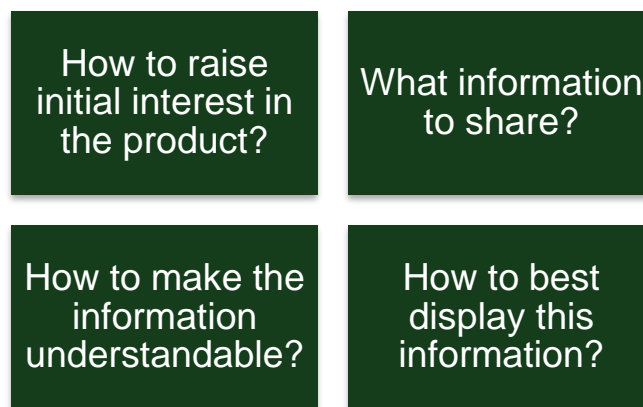 How to raise
initial interest in
the product?
What information
to share?
How to make the
information
understandable?
How to best
display this
information?